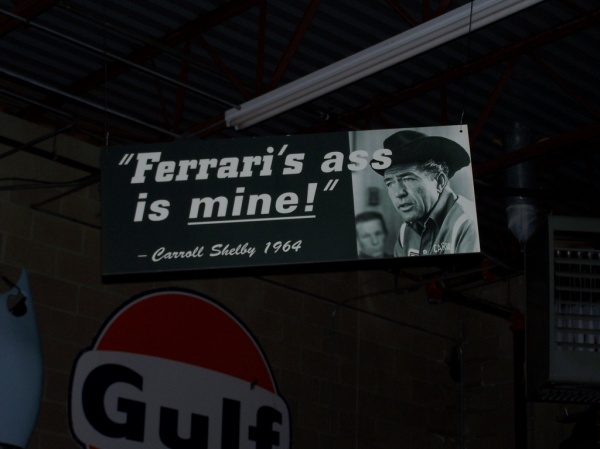 "Ferrari's ass
is mine!"
- Carroll Shelby 1964
Gulf